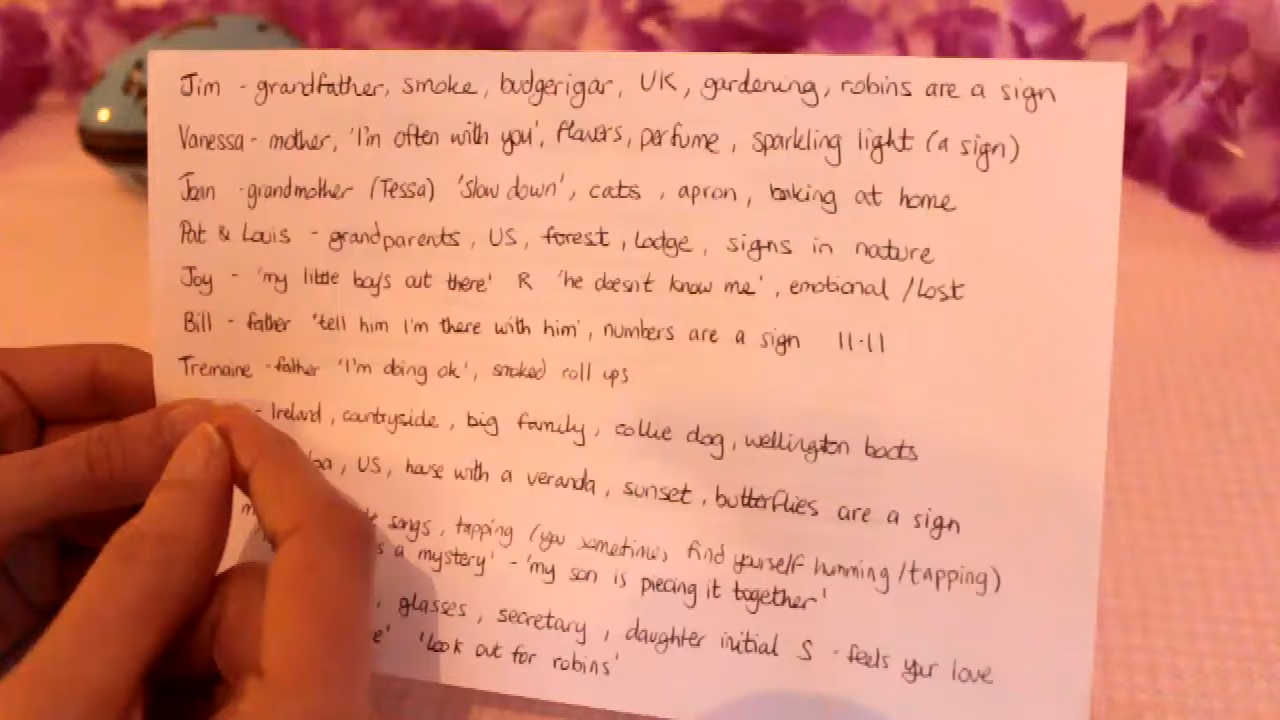 Jim - grandfather, smoke, budgerigar, UK, gardening, robins are a sign
Vanessa - mother, 'I'm often with you', flowers, perfume, sparkling light (a sign)
Joan - grandmother (Tessa) 'slow down', cats, apron, baking at home
Pat & Louis - grandparents, US, forest, lodge, signs in nature
Joy - 'my little boy's out there' R 'he doesn't know me', emotional/lost
Bill - father 'tell him I'm there with him', numbers are a sign 11.11
Tremaine - father 'I'm doing ok', smoked roll ups
- Ireland, countryside, big family, collie dog, wellington boots
, US, house with a veranda, sunset, butterflies are a sign
songs, tapping (you sometimes find yourself humming/tapping)
a mystery' - 'my son is piecing it together'
, glasses, secretary, daughter initial S - feels your love
'look out for robins'